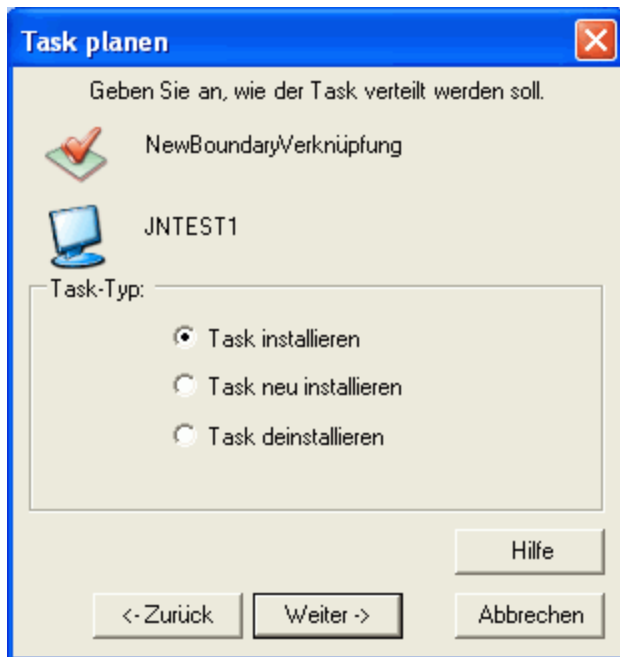 Task planen
Geben Sie an, wie der Task verteilt werden soll.
NewBoundaryVerknüpfung
JNTEST1
Task-Typ:
Task installieren
Task neu installieren
Task deinstallieren
Hilfe
<- Zurück
Weiter ->
Abbrechen